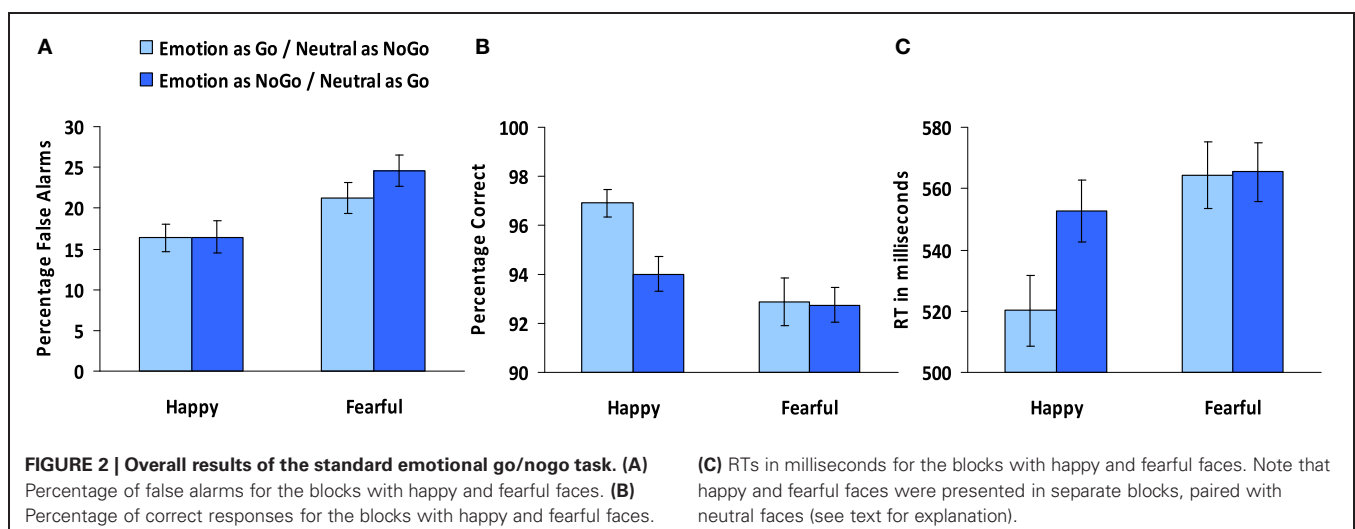 A
Emotion as Go / Neutral as NoGo
Emotion as NoGo / Neutral as Go
Percentage False Alarms
30
25
20
15
10
5
0
Happy
Fearful
B
Percentage Correct
100
98
96
94
92
90
Happy
Fearful
C
RT in milliseconds
580
560
540
520
500
Happy
Fearful
FIGURE 2 | Overall results of the standard emotional go/nogo task. (A)
Percentage of false alarms for the blocks with happy and fearful faces. (B)
Percentage of correct responses for the blocks with happy and fearful faces.
(C) RTs in milliseconds for the blocks with happy and fearful faces. Note that
happy and fearful faces were presented in separate blocks, paired with
neutral faces (see text for explanation).